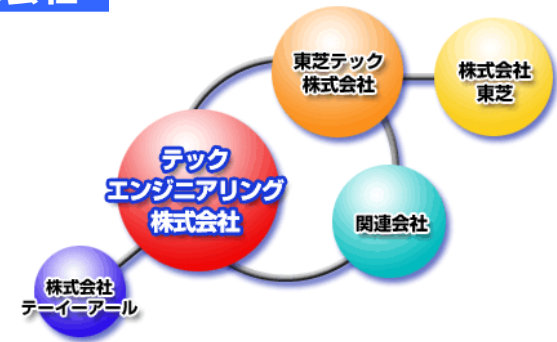 東芝テック
株式会社
株式会社
東芝
テック
エンジニアリング
株式会社
関連会社
株式会社
テーイーアール